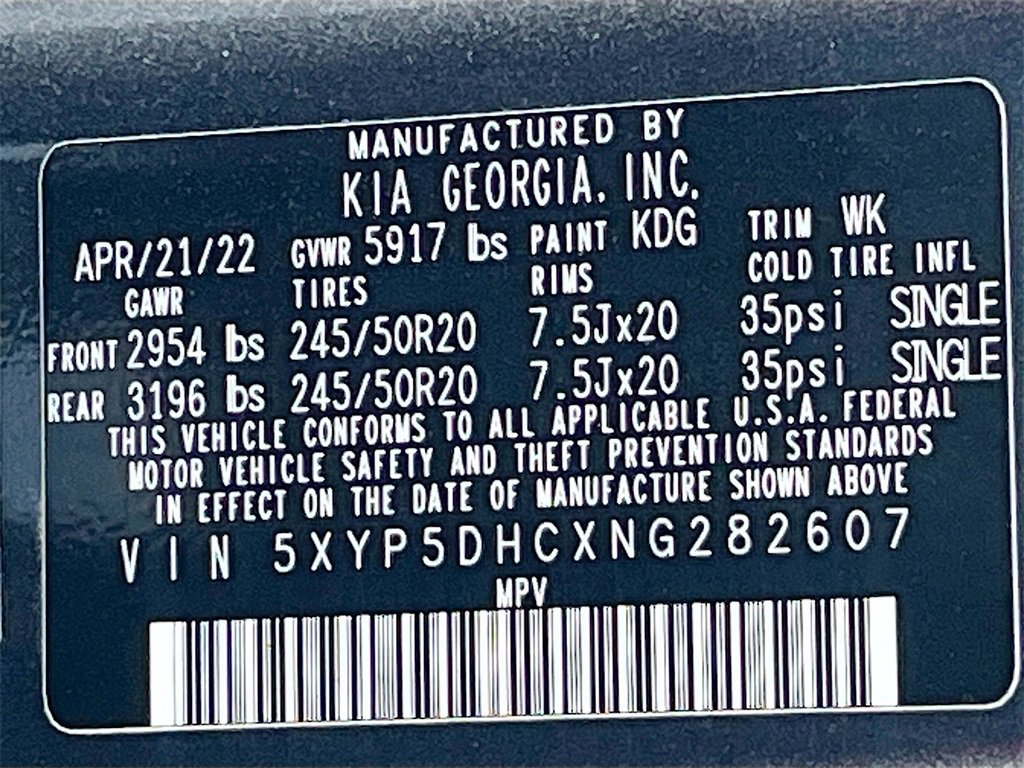 MANUFACTURED BY
KIA GEORGIA, INC.
APR/21/22 GVWR 5917 lbs PAINT KDG TRIM WK
GAWR TIRES RIMS COLD TIRE INFL
FRONT 2954 lbs 245/50R20 7.5Jx20 35psi SINGLE
REAR 3196 lbs 245/50R20 7.5Jx20 35psi SINGLE
THIS VEHICLE CONFORMS TO ALL APPLICABLE U.S.A. FEDERAL
MOTOR VEHICLE SAFETY AND THEFT PREVENTION STANDARDS
IN EFFECT ON THE DATE OF MANUFACTURE SHOWN ABOVE
VIN 5XYP5DHCXNG282607
MPV